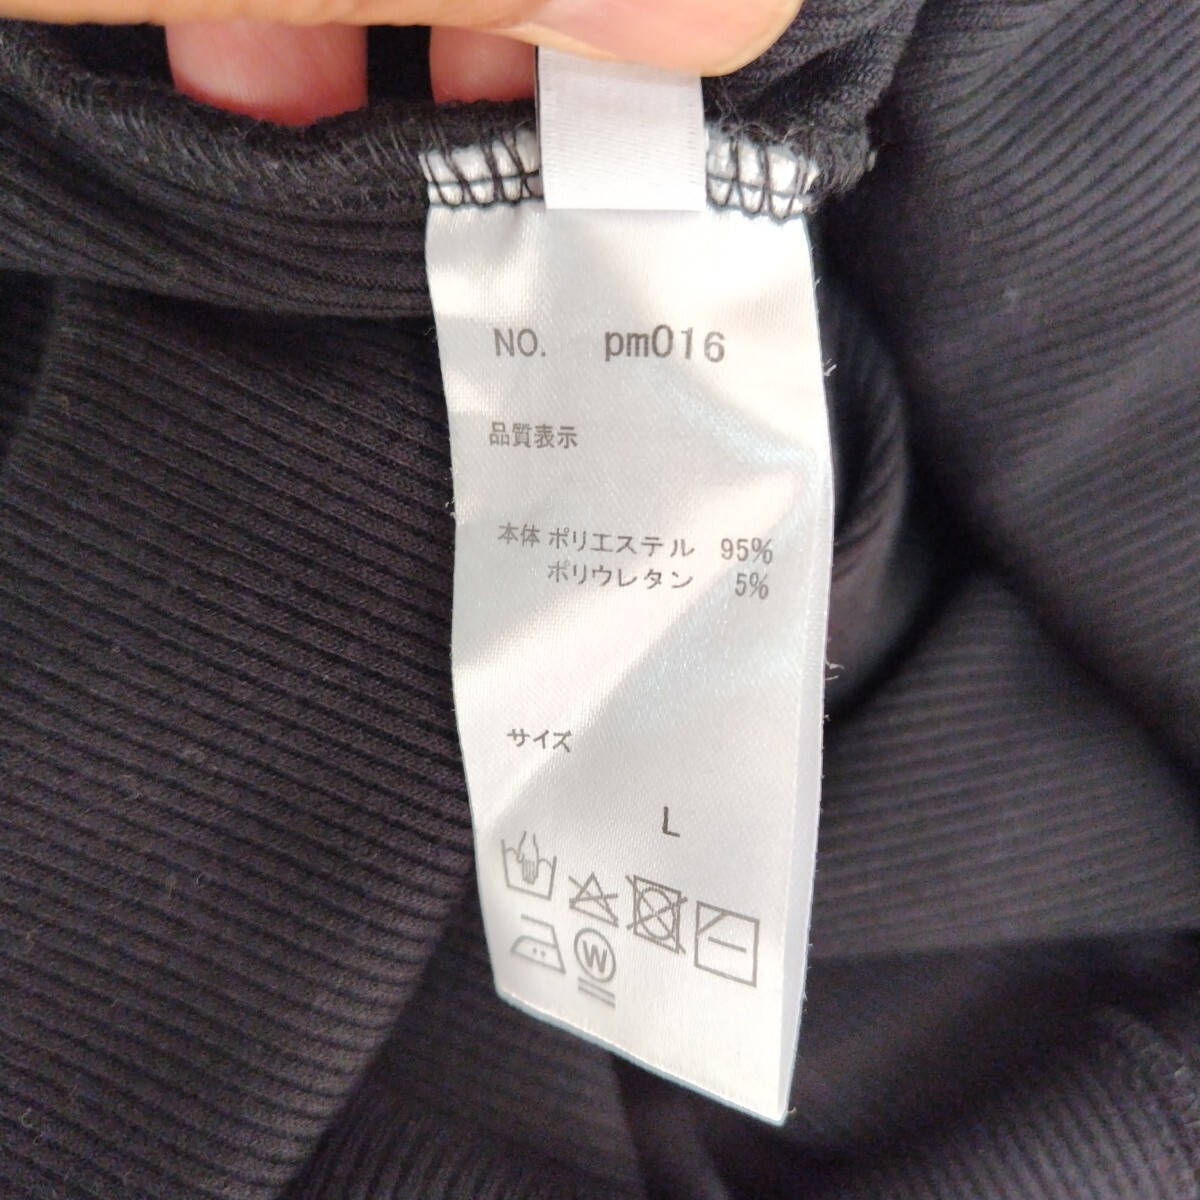 NO. pm016
品質表示
本体 ポリエステル 95%
ポリウレタン 5%
サイズ
L
W